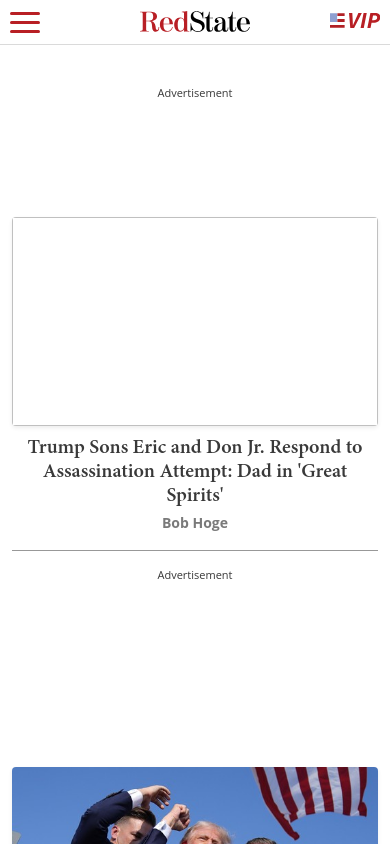 RedState
VIP
Advertisement
Trump Sons Eric and Don Jr. Respond to
Assassination Attempt: Dad in 'Great
Spirits'
Bob Hoge
Advertisement